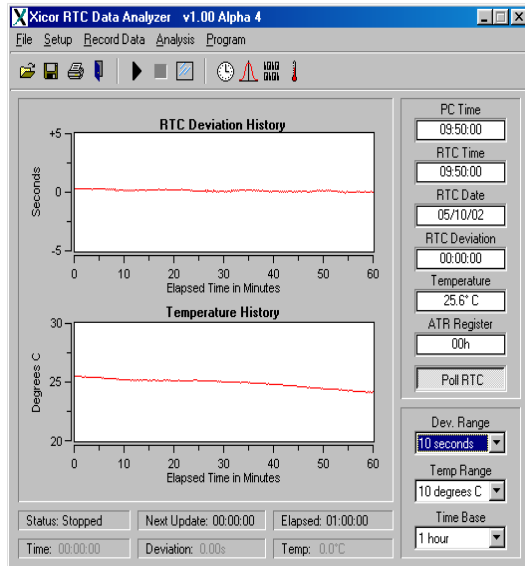 Xicor RTC Data Analyzer v1.00 Alpha 4
File Setup Record Data Analysis Program
RTC Deviation History
+5
0
-5
Seconds
0 10 20 30 40 50 60
Elapsed Time in Minutes
Temperature History
30
25
20
Degrees C
0 10 20 30 40 50 60
Elapsed Time in Minutes
Status: Stopped Next Update: 00:00:00 Elapsed: 01:00:00
Time: 00:00:00 Deviation: 0.00s Temp: 0.0°C
PC Time
09:50:00
RTC Time
09:50:00
RTC Date
05/10/02
RTC Deviation
00:00:00
Temperature
25.6° C
ATR Register
00h
Poll RTC
Dev. Range
10 seconds
Temp Range
10 degrees C
Time Base
1 hour